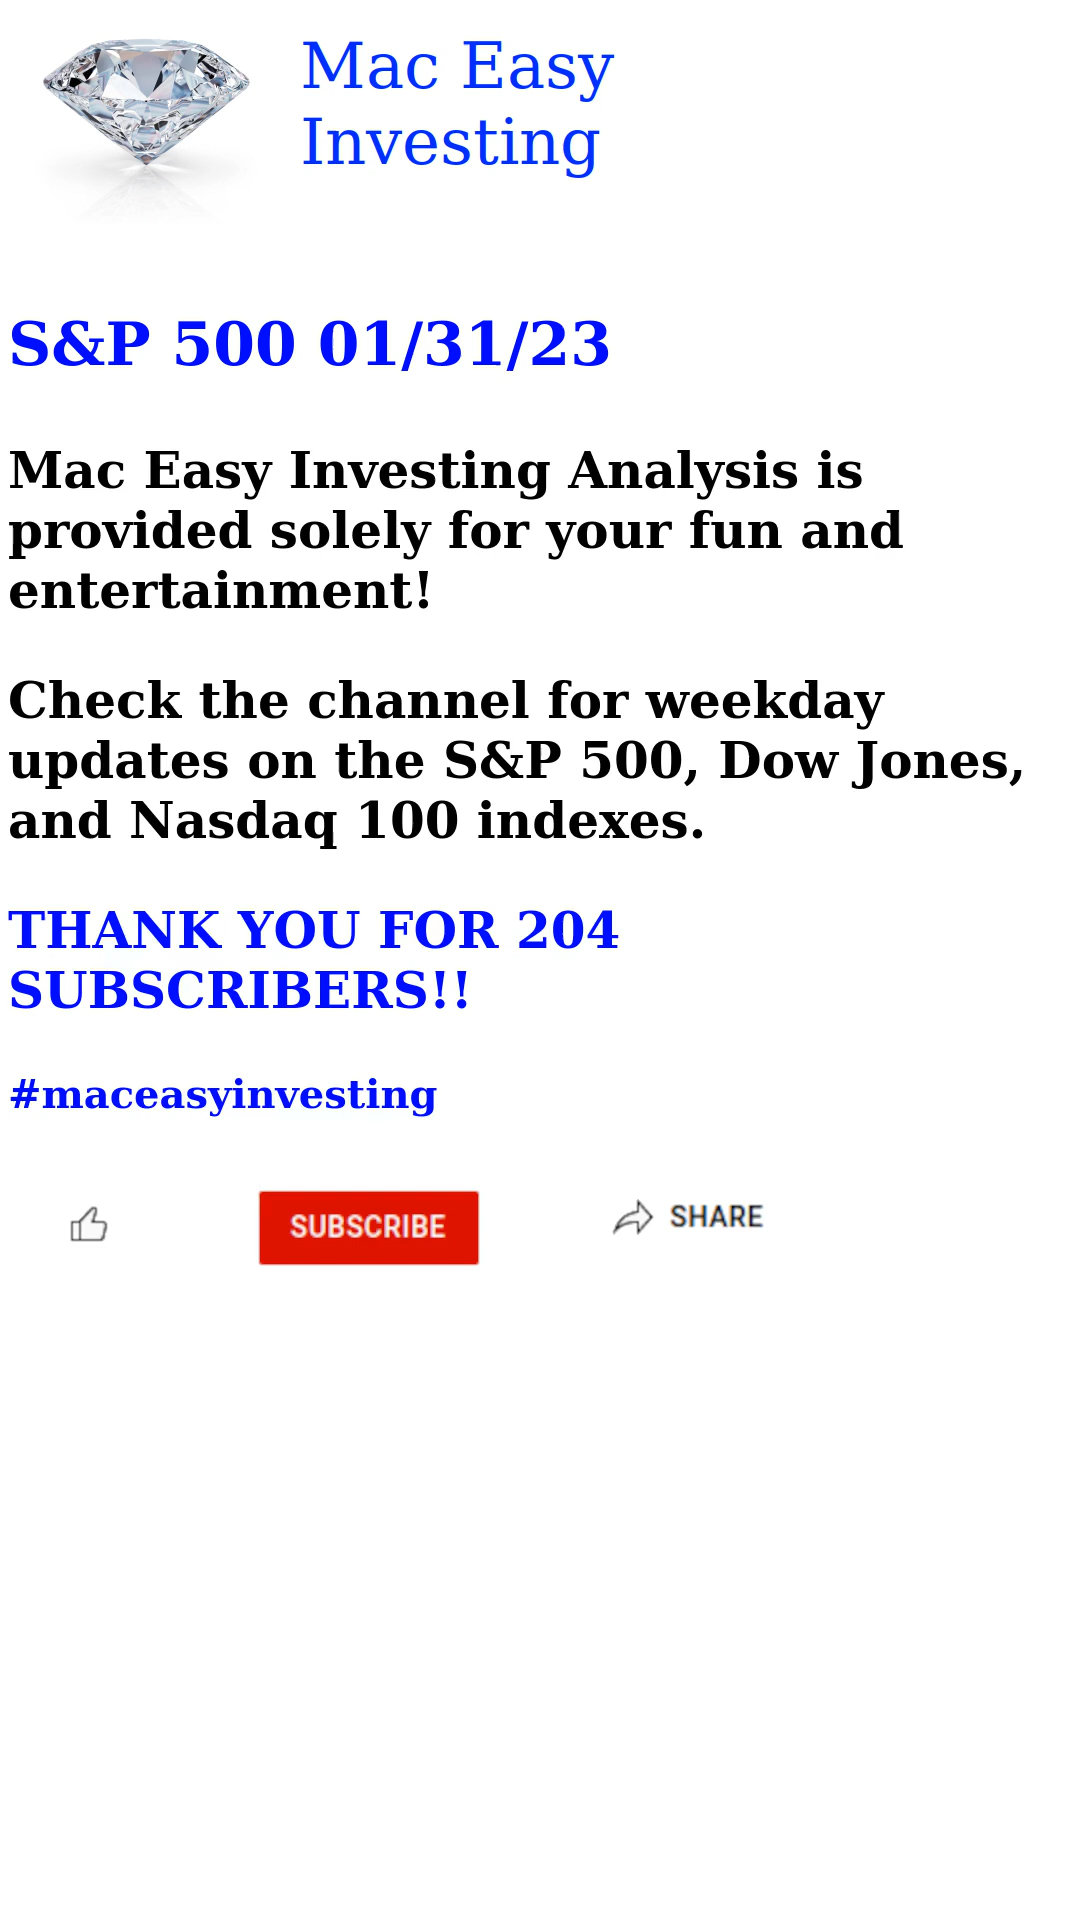 Mac Easy
Investing
S&P 500 01/31/23
Mac Easy Investing Analysis is
provided solely for your fun and
entertainment!
Check the channel for weekday
updates on the S&P 500, Dow Jones,
and Nasdaq 100 indexes.
THANK YOU FOR 204
SUBSCRIBERS!!
#maceasyinvesting
SUBSCRIBE
SHARE